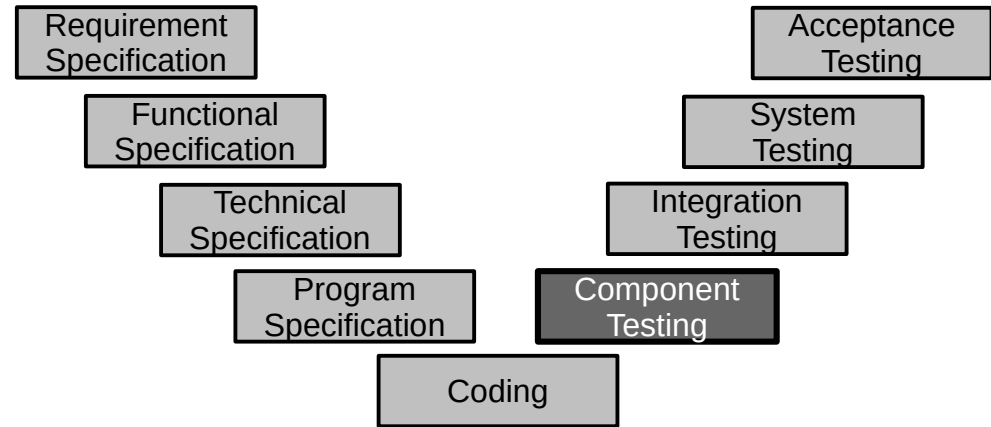 Requirement
Specification
Acceptance
Testing
Functional
Specification
System
Testing
Technical
Specification
Integration
Testing
Program
Specification
Component
Testing
Coding